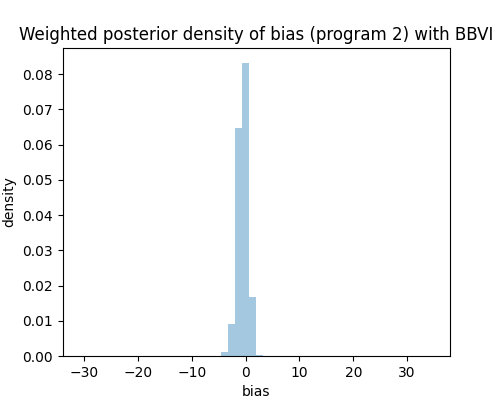 Weighted posterior density of bias (program 2) with BBVI
density
0.08
0.07
0.06
0.05
0.04
0.03
0.02
0.01
0.00
−30 −20 −10 0 10 20 30
bias